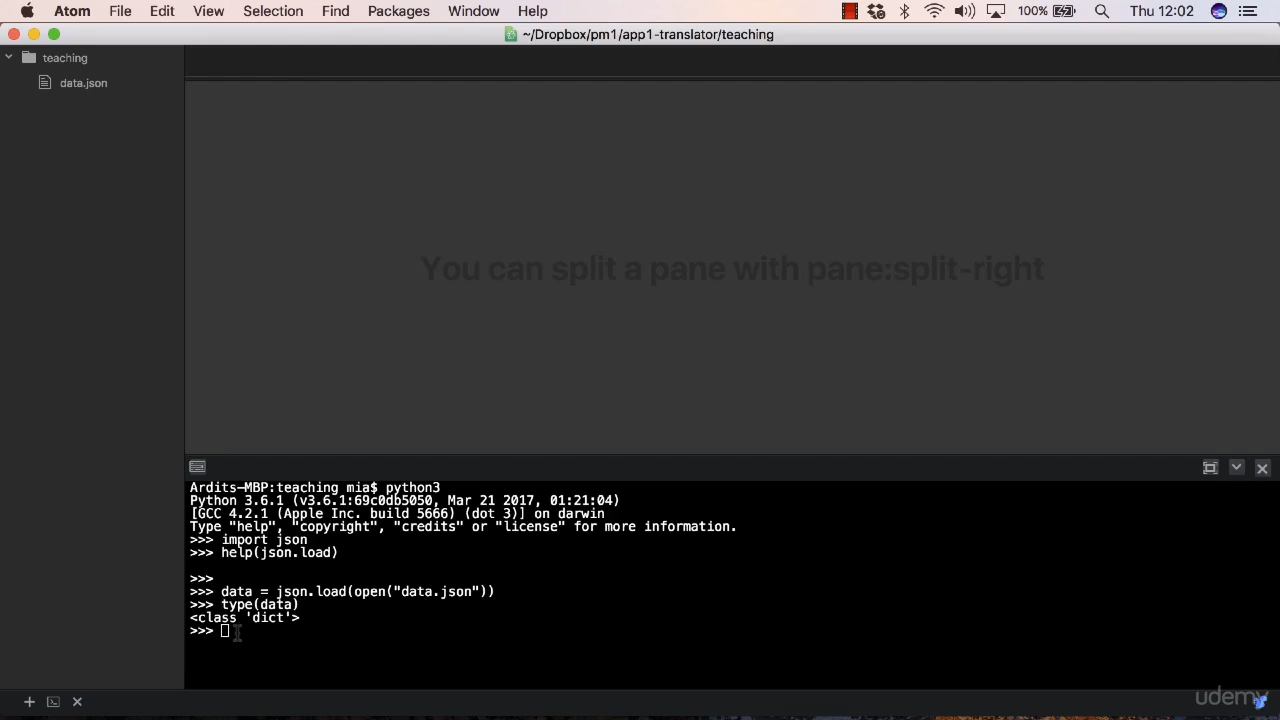 Atom File Edit View Selection Find Packages Window Help 100% Thu 12:02
~/Dropbox/pm1/app1-translator/teaching
teaching
data.json
You can split a pane with pane:split-right
Ardits-MBP:teaching mia$ python3
Python 3.6.1 (v3.6.1:69c0db5050, Mar 21 2017, 01:21:04)
[GCC 4.2.1 (Apple Inc. build 5666) (dot 3)] on darwin
Type "help", "copyright", "credits" or "license" for more information.
>>> import json
>>> help(json.load)
>>>
>>> data = json.load(open("data.json"))
>>> type(data)
<class 'dict'>
>>>
udemy